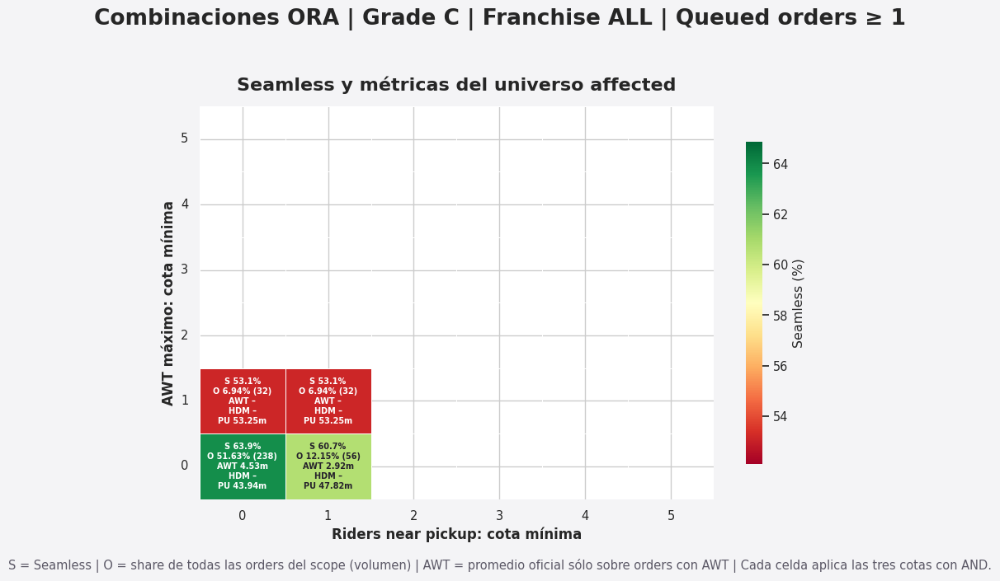 Combinaciones ORA | Grade C | Franchise ALL | Queued orders ≥ 1
Seamless y métricas del universo affected
AWT máximo: cota mínima
5
4
3
2
1
0
S 53.1%
O 6.94% (32)
AWT –
HDM –
PU 53.25m
S 53.1%
O 6.94% (32)
AWT –
HDM –
PU 53.25m
S 63.9%
O 51.63% (238)
AWT 4.53m
HDM –
PU 43.94m
S 60.7%
O 12.15% (56)
AWT 2.92m
HDM –
PU 47.82m
0 1 2 3 4 5
Riders near pickup: cota mínima
64
62
60
58
56
54
Seamless (%)
S = Seamless | O = share de todas las orders del scope (volumen) | AWT = promedio oficial sólo sobre orders con AWT | Cada celda aplica las tres cotas con AND.